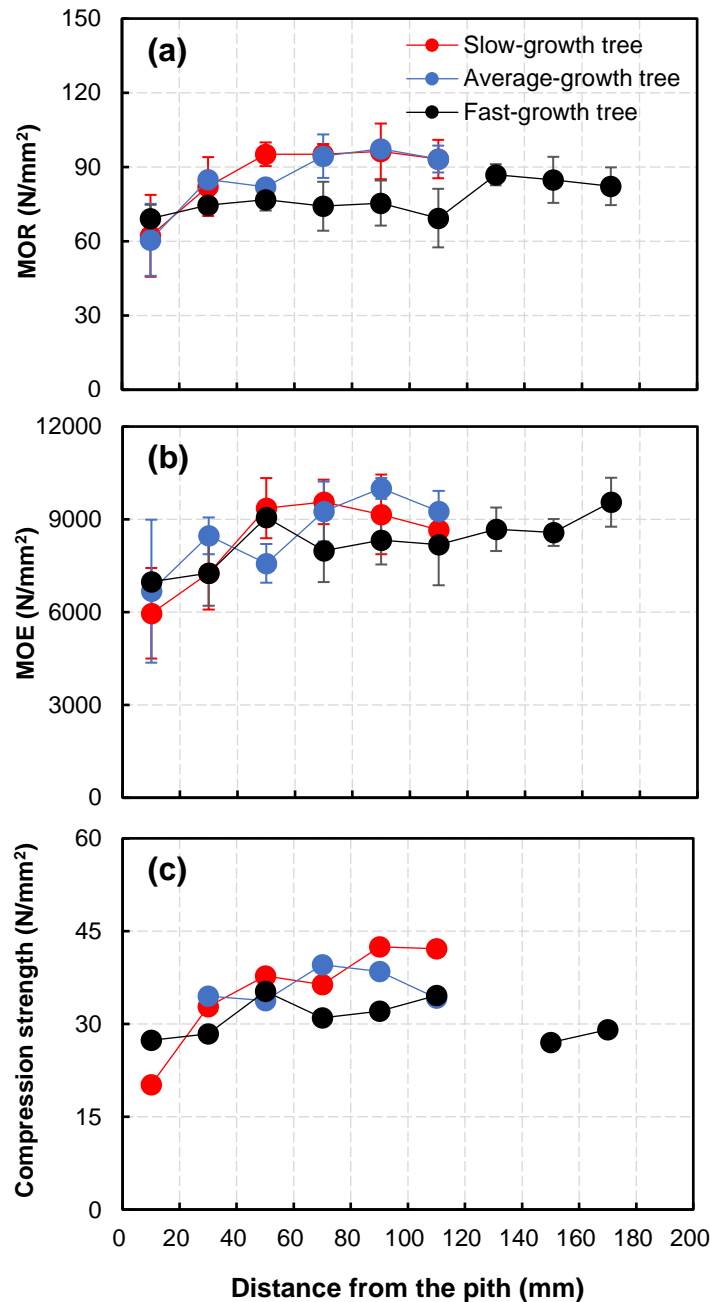 150
120
90
60
30
0
MOR (N/mm²)
(a)
Slow-growth tree
Average-growth tree
Fast-growth tree
12000
9000
6000
3000
0
MOE (N/mm²)
(b)
60
45
30
15
0
Compression strength (N/mm²)
(c)
0 20 40 60 80 100 120 140 160 180 200
Distance from the pith (mm)